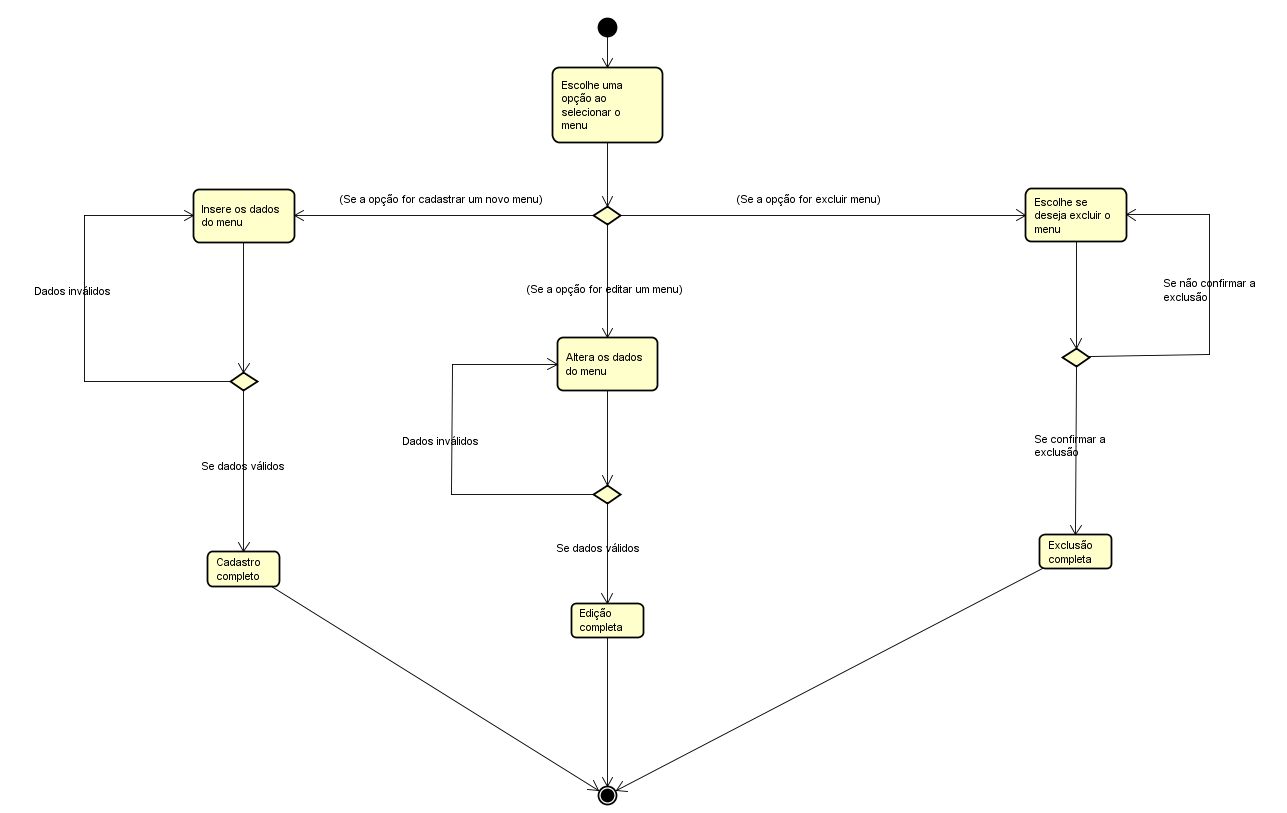 Escolhe uma
opção ao
selecionar o
menu
(Se a opção for cadastrar um novo menu)
(Se a opção for excluir menu)
Insere os dados
do menu
Escolhe se
deseja excluir o
menu
Dados inválidos
(Se a opção for editar um menu)
Se não confirmar a
exclusão
Altera os dados
do menu
Dados inválidos
Se confirmar a
exclusão
Se dados válidos
Se dados válidos
Exclusão
completa
Cadastro
completo
Edição
completa